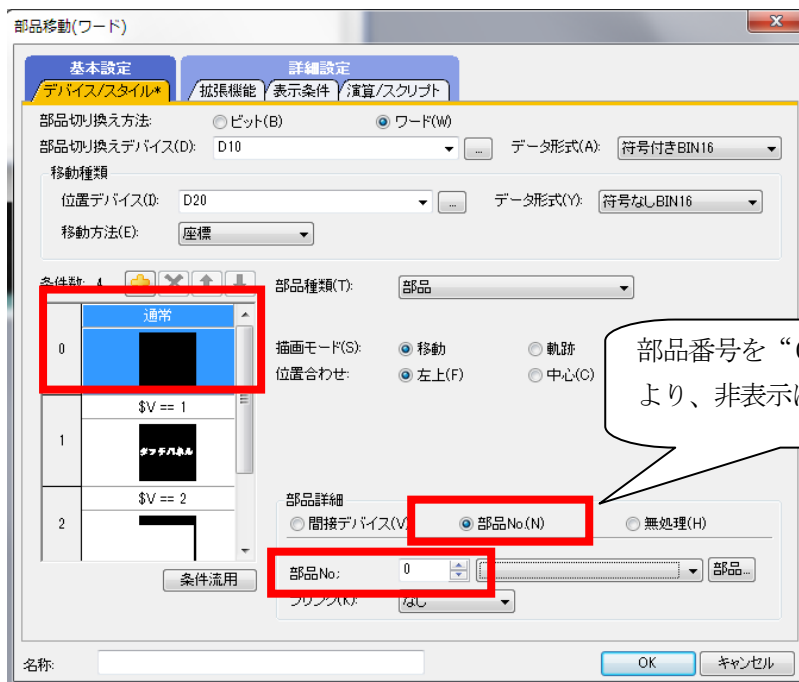 部品移動(ワード)
基本設定
詳細設定
デバイス/スタイル*
拡張機能
表示条件
演算/スクリプト
部品切り換え方法:
ビット(B)
ワード(W)
部品切り換えデバイス(D):
D10
...
データ形式(A):
符号付きBIN16
移動種類
位置デバイス(I):
D20
...
データ形式(Y):
符号なしBIN16
移動方法(E):
座標
条件数: 4
部品種類(T):
部品
通常
0
描画モード(S):
移動
軌跡
位置合わせ:
左上(F)
中心(C)
部品番号を“
より、非表示
$V == 1
1
タッチパネル
$V == 2
2
部品詳細
間接デバイス(V)
部品No.(N)
無処理(H)
部品No.:
0
部品...
条件流用
ブリンク(K):
なし
名称:
OK
キャンセル